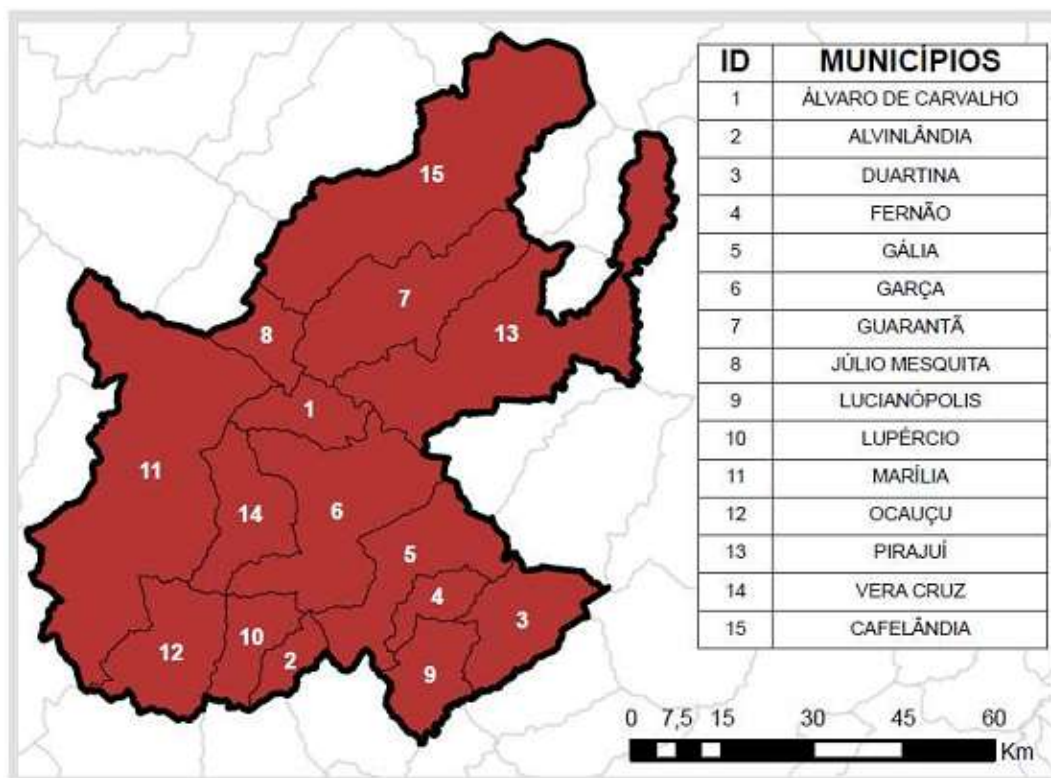 ID MUNICÍPIOS
1 ÁLVARO DE CARVALHO
2 ALVINLÂNDIA
3 DUARTINA
4 FERNÃO
5 GÁLIA
6 GARÇA
7 GUARANTÃ
8 JÚLIO MESQUITA
9 LUCIANÓPOLIS
10 LUPÉRCIO
11 MARÍLIA
12 OCAUÇU
13 PIRAJUÍ
14 VERA CRUZ
15 CAFELÂNDIA
15
7
13
8
1
11
14
6
5
4
3
10
12
2
9
0 7,5 15 30 45 60
Km